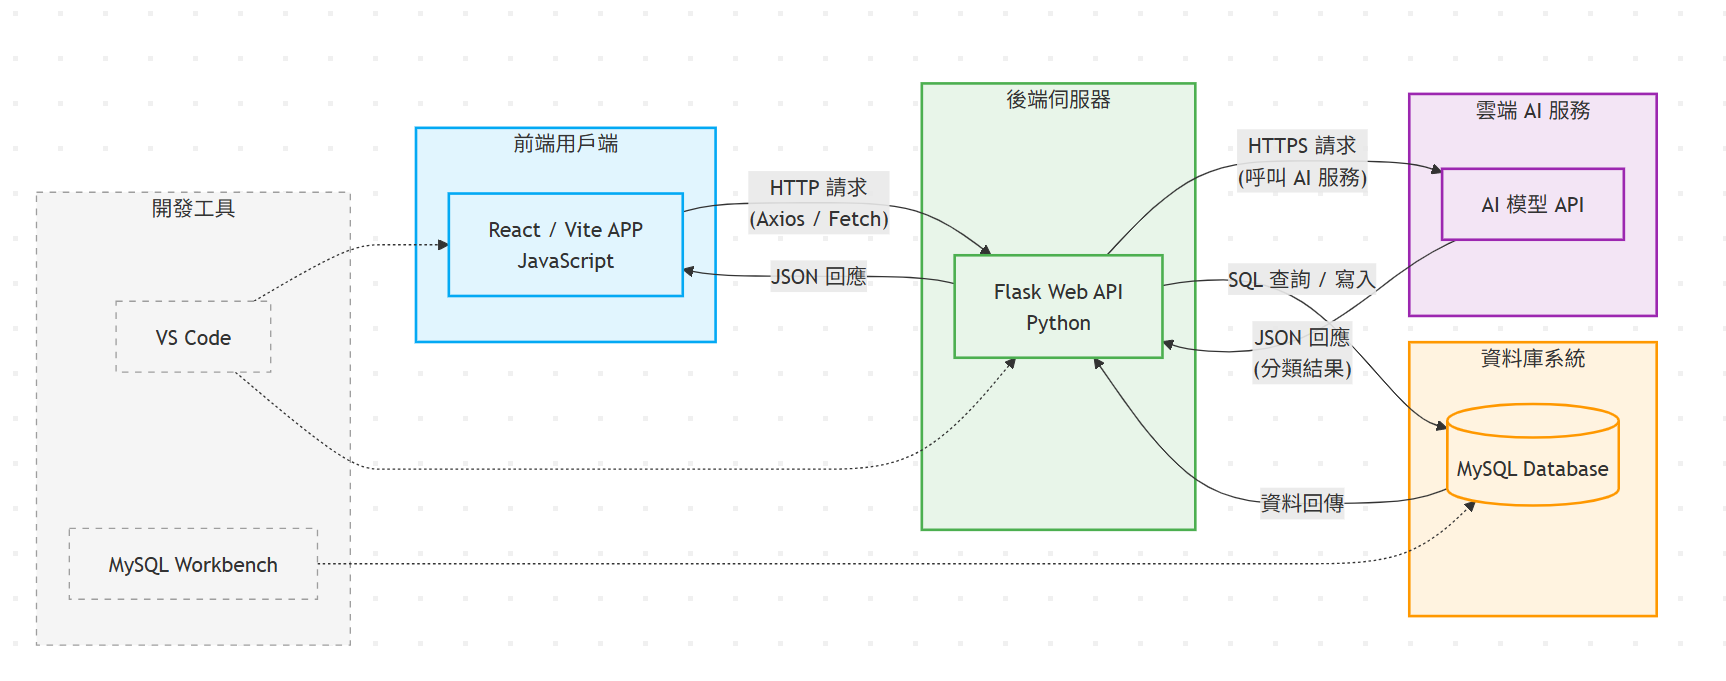 開發工具
VS Code
MySQL Workbench
前端用戶端
React / Vite APP
JavaScript
HTTP 請求
(Axios / Fetch)
JSON 回應
後端伺服器
Flask Web API
Python
HTTPS 請求
(呼叫 AI 服務)
SQL 查詢 / 寫入
JSON 回應
(分類結果)
資料回傳
雲端 AI 服務
AI 模型 API
資料庫系統
MySQL Database